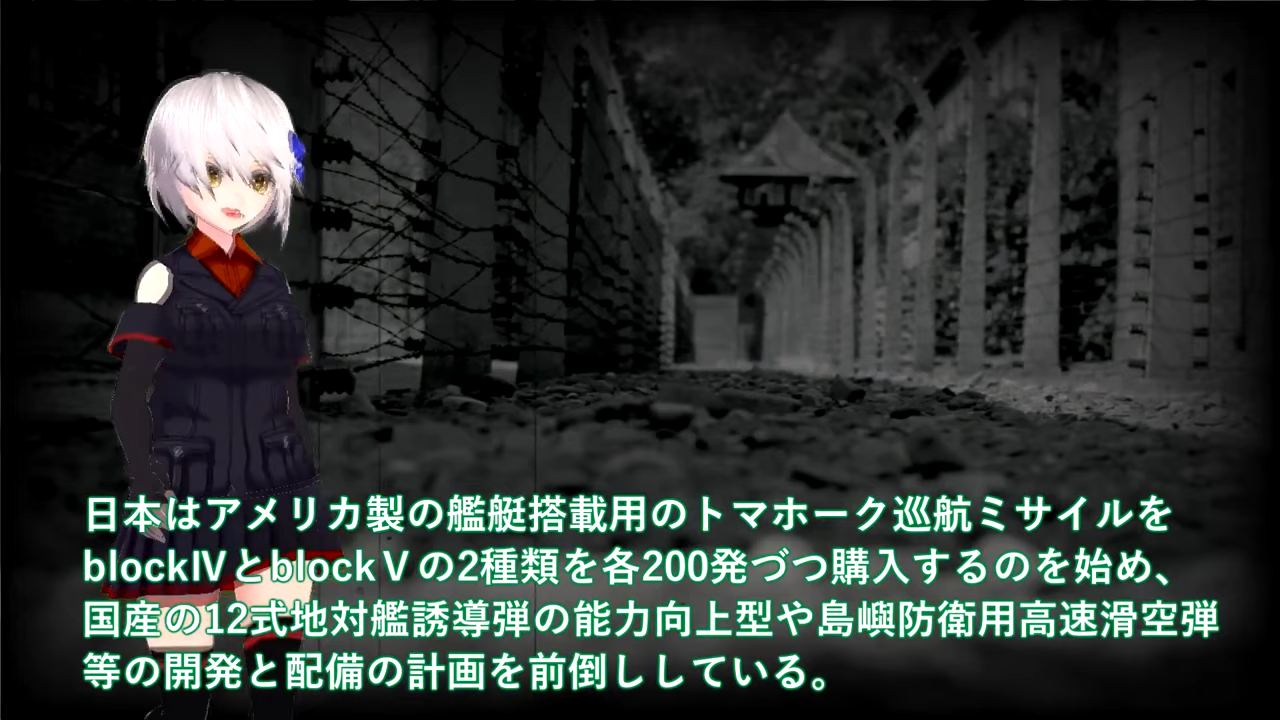 日本はアメリカ製の艦艇搭載用のトマホーク巡航ミサイルを
blockⅣとblockⅤの2種類を各200発づつ購入するのを始め、
国産の12式地対艦誘導弾の能力向上型や島嶼防衛用高速滑空弾
等の開発と配備の計画を前倒ししている。